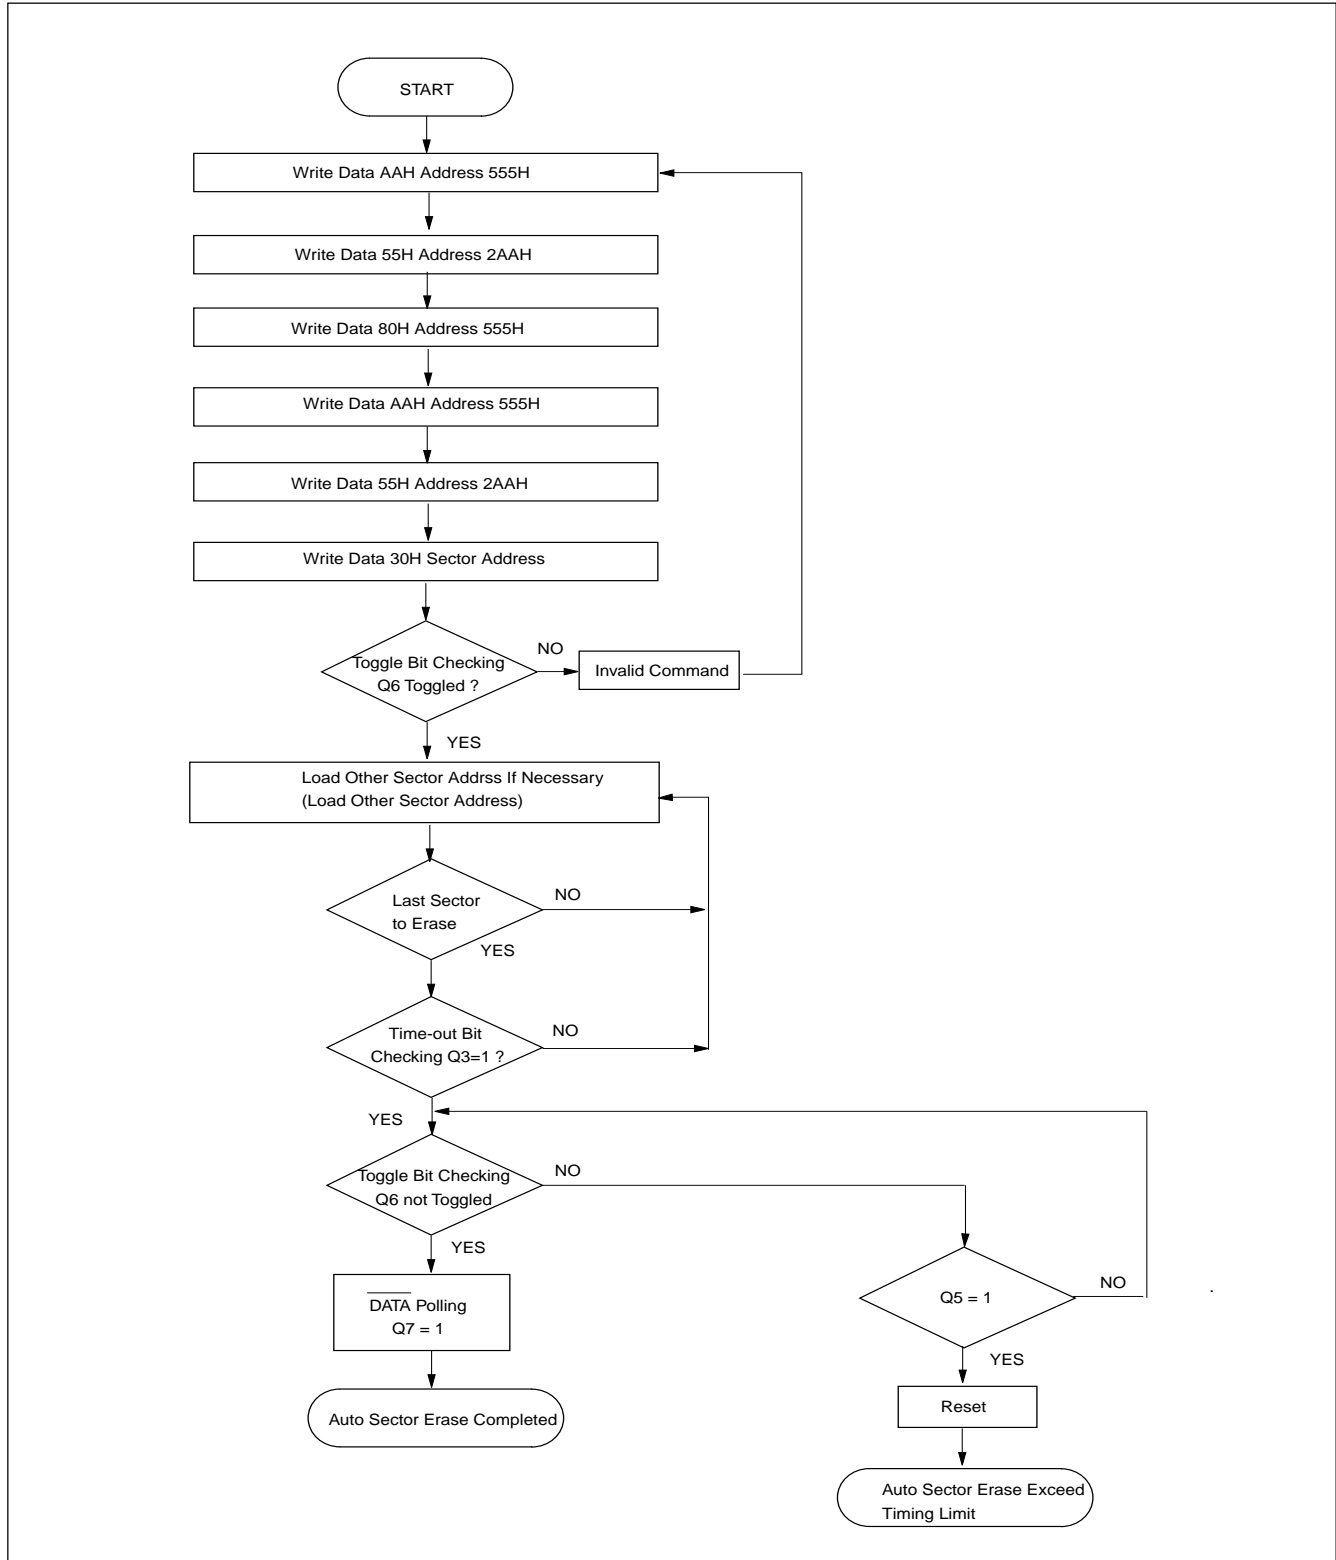 START
Write Data AAH Address 555H
Write Data 55H Address 2AAH
Write Data 80H Address 555H
Write Data AAH Address 555H
Write Data 55H Address 2AAH
Write Data 30H Sector Address
Toggle Bit Checking
Q6 Toggled ?
NO
Invalid Command
YES
Load Other Sector Addrss If Necessary
(Load Other Sector Address)
Last Sector
to Erase
NO
YES
Time-out Bit
Checking Q3=1 ?
NO
YES
Toggle Bit Checking
Q6 not Toggled
NO
YES
DATA Polling
Q7 = 1
Q5 = 1
NO
YES
Auto Sector Erase Completed
Reset
Auto Sector Erase Exceed
Timing Limit